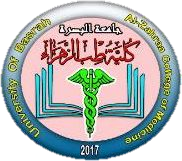 جامعة البصرة
كلية طب الزهراء
University of Basrah
Al-Zahraa College of Medicine
2017